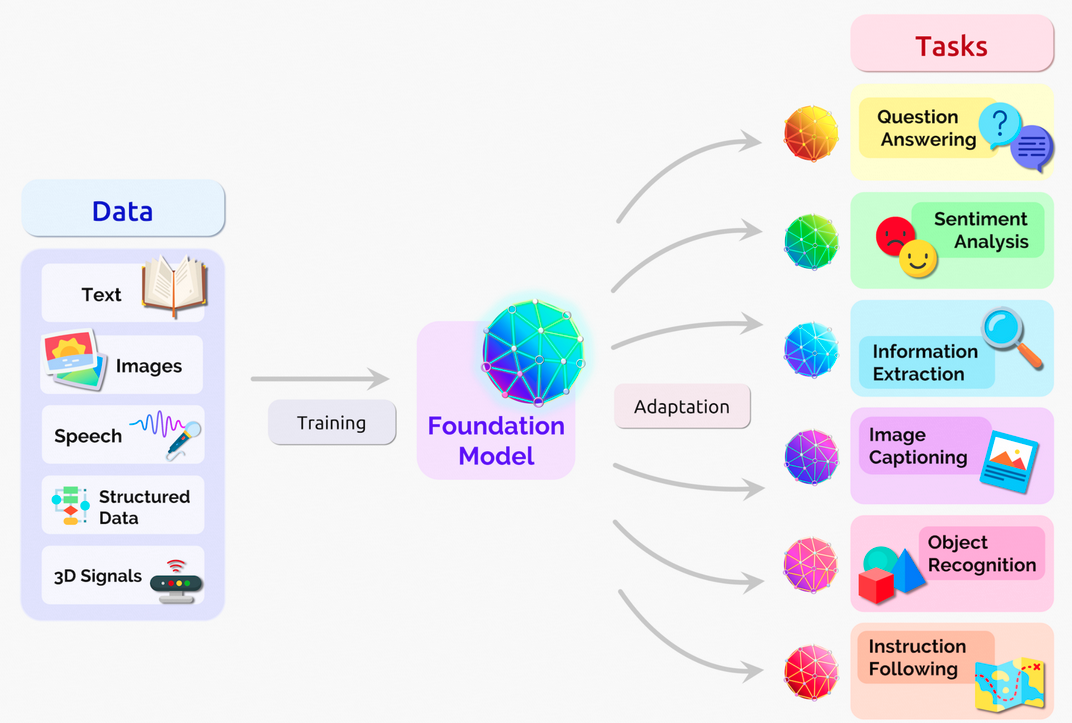 Data
Text
Images
Speech
Structured
Data
3D Signals
Training
Foundation
Model
Adaptation
Tasks
Question
Answering
Sentiment
Analysis
Information
Extraction
Image
Captioning
Object
Recognition
Instruction
Following